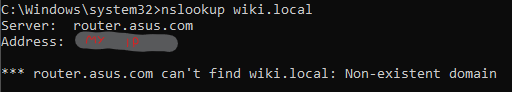 C:\Windows\system32>nslookup wiki.local
Server:  router.asus.com
Address:
*** router.asus.com can't find wiki.local: Non-existent domain